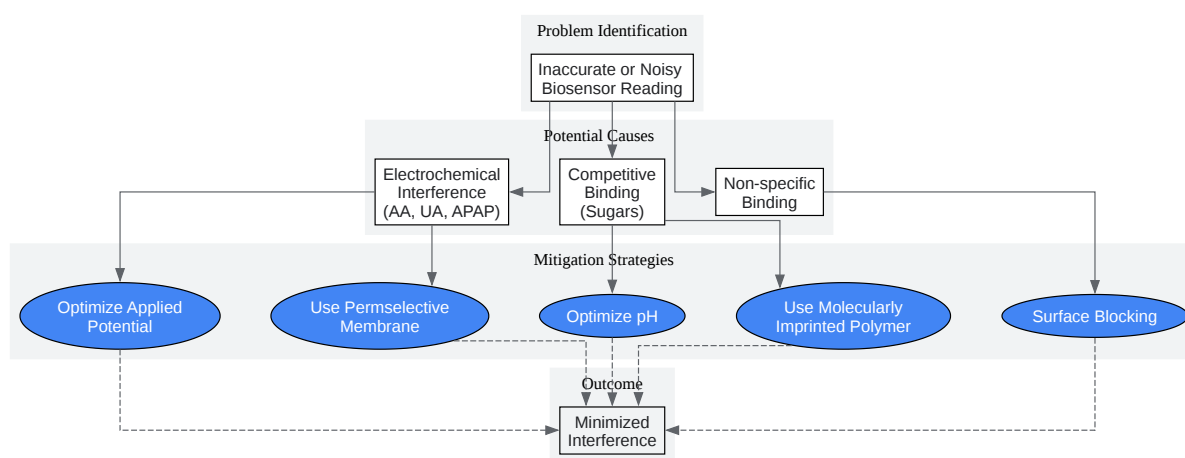 Problem Identification
Inaccurate or Noisy
Biosensor Reading
Potential Causes
Electrochemical
Interference
(AA, UA, APAP)
Competitive
Binding
(Sugars)
Non-specific
Binding
Mitigation Strategies
Optimize Applied
Potential
Use Permselective
Membrane
Optimize pH
Use Molecularly
Imprinted Polymer
Surface Blocking
Outcome
Minimized
Interference